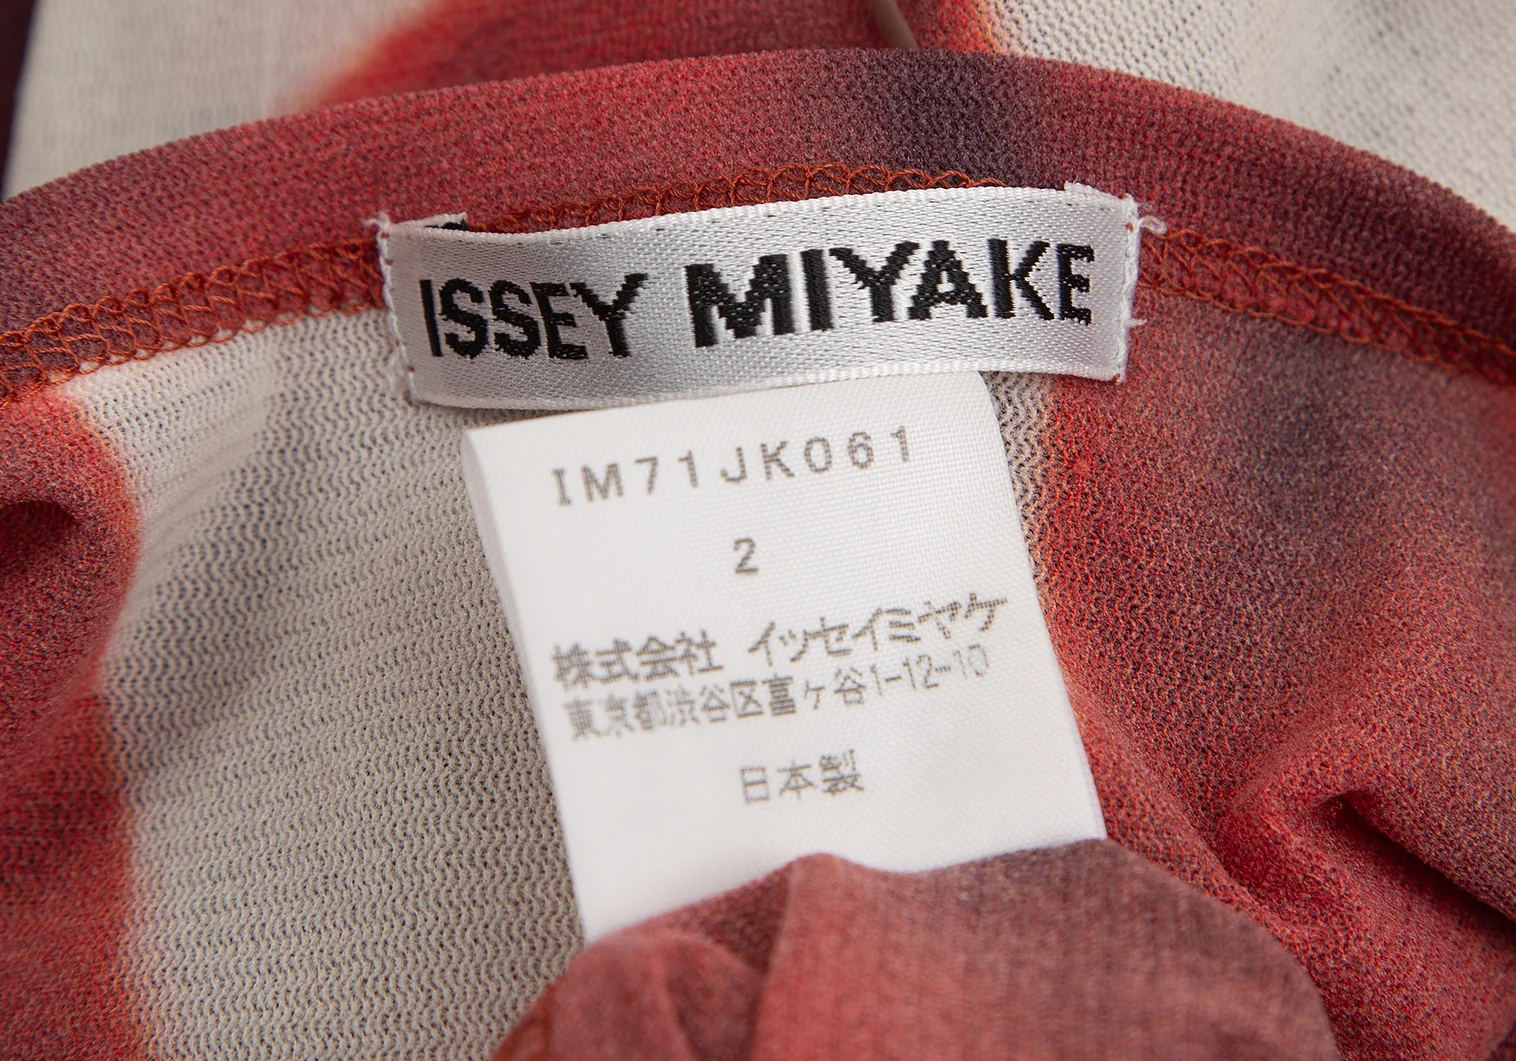 ISSEY MIYAKE
IM71JK061
2
株式会社 イッセイミヤケ
東京都渋谷区富ヶ谷1-12-10
日本製